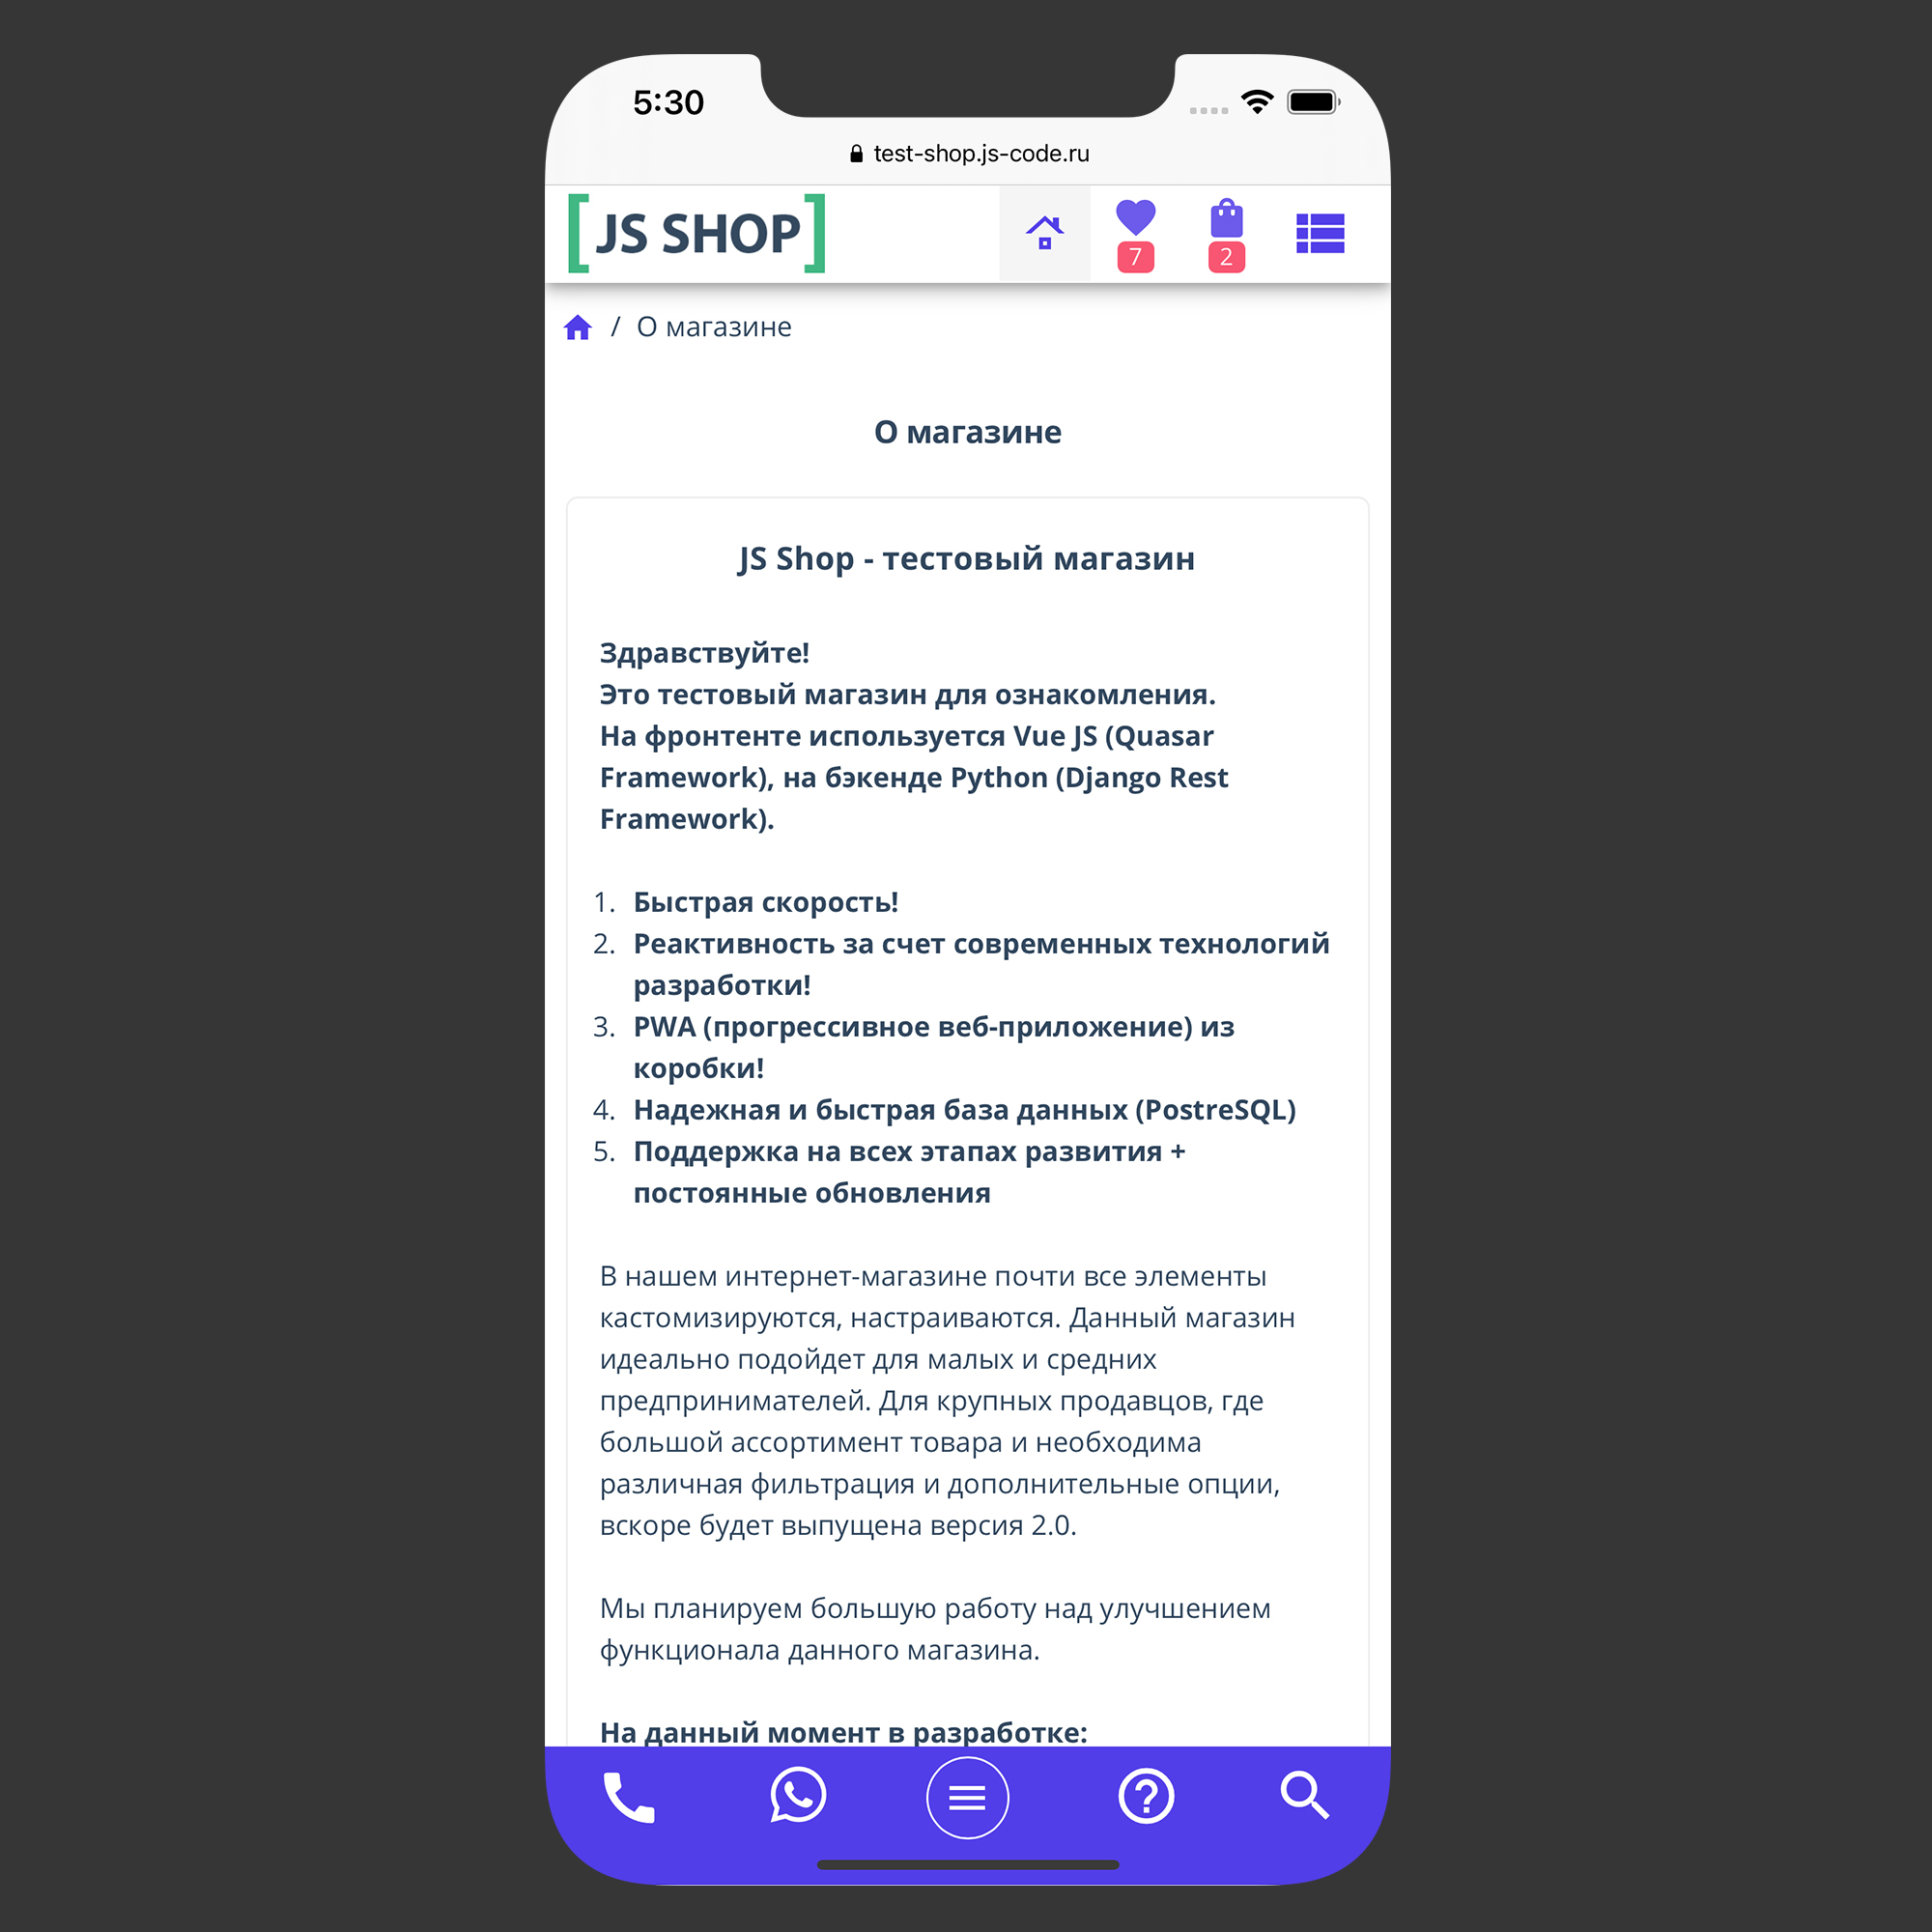 5:30
test-shop.js-code.ru
[JS SHOP]
7
2
/ О магазине
О магазине
JS Shop - тестовый магазин
Здравствуйте!
Это тестовый магазин для ознакомления.
На фронтенте используется Vue JS (Quasar
Framework), на бэкенде Python (Django Rest
Framework).
1. Быстрая скорость!
2. Реактивность за счет современных технологий
разработки!
3. PWA (прогрессивное веб-приложение) из
коробки!
4. Надежная и быстрая база данных (PostreSQL)
5. Поддержка на всех этапах развития +
постоянные обновления
В нашем интернет-магазине почти все элементы
кастомизируются, настраиваются. Данный магазин
идеально подойдет для малых и средних
предпринимателей. Для крупных продавцов, где
большой ассортимент товара и необходима
различная фильтрация и дополнительные опции,
вскоре будет выпущена версия 2.0.
Мы планируем большую работу над улучшением
функционала данного магазина.
На данный момент в разработке: